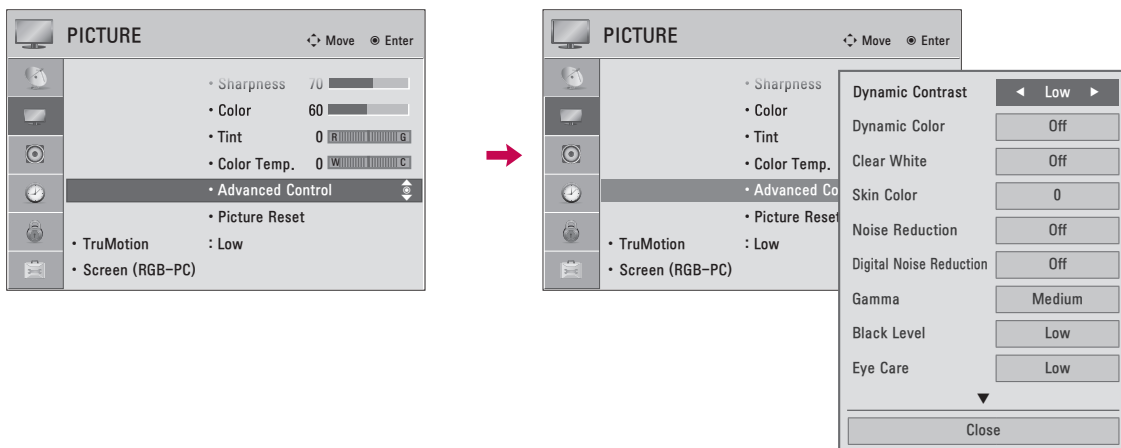 PICTURE
Move
Enter
• Sharpness 70
• Color 60
• Tint 0 R G
• Color Temp. 0 W C
• Advanced Control
• Picture Reset
• TruMotion : Low
• Screen (RGB-PC)
PICTURE
Move
Enter
• Sharpness
• Color
• Tint
• Color Temp.
• Advanced Co
• Picture Reset
• TruMotion : Low
• Screen (RGB-PC)
Dynamic Contrast ◄ Low ►
Dynamic Color Off
Clear White Off
Skin Color 0
Noise Reduction Off
Digital Noise Reduction Off
Gamma Medium
Black Level Low
Eye Care Low
▼
Close